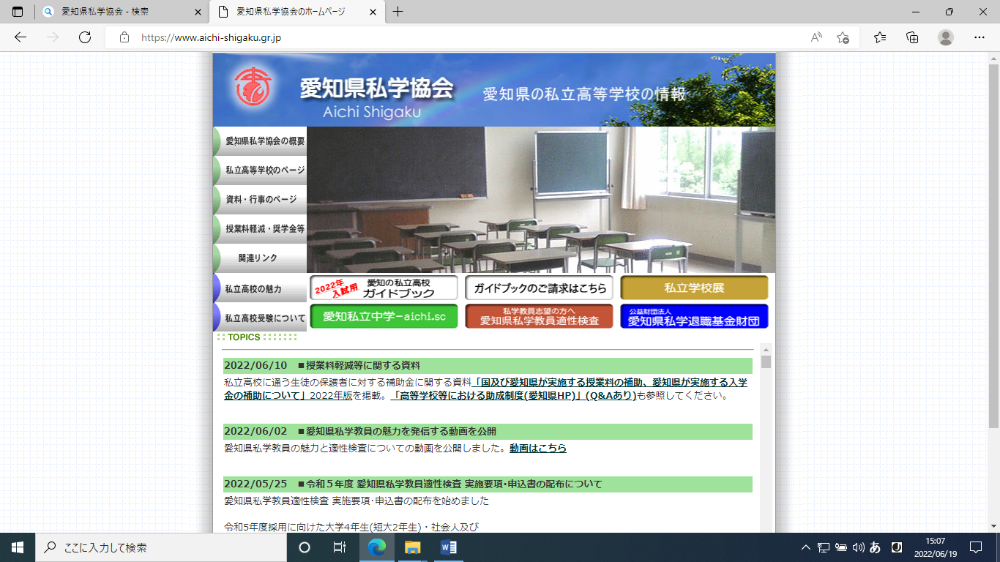 愛知県私学協会 - 検索
愛知県私学協会のホームページ
https://www.aichi-shigaku.gr.jp
愛知県私学協会
Aichi Shigaku
愛知県の私立高等学校の情報
愛知県私学協会の概要
私立高等学校のページ
資料・行事のページ
授業料軽減・奨学金等
関連リンク
私立高校の魅力
私立高校受験について
2022年
入試用
愛知の私立高校
ガイドブック
ガイドブックのご請求はこちら
私立学校展
愛知私立中学-aichi.sc
私学教員志望の方へ
愛知県私学教員適性検査
公益財団法人
愛知県私学退職基金財団
TOPICS
2022/06/10 ■授業料軽減等に関する資料
私立高校に通う生徒の保護者に対する補助金に関する資料「国及び愛知県が実施する授業料の補助、愛知県が実施する入学
金の補助について」2022年版を掲載。「高等学校等における助成制度(愛知県HP)」(Q&Aあり)も参照してください。
2022/06/02 ■愛知県私学教員の魅力を発信する動画を公開
愛知県私学教員の魅力と適性検査についての動画を公開しました。動画はこちら
2022/05/25 ■令和５年度 愛知県私学教員適性検査 実施要項･申込書の配布について
愛知県私学教員適性検査 実施要項･申込書の配布を始めました
令和5年度採用に向けた大学4年生(短大2年生)・社会人及び
ここに入力して検索
あ
15:07
2022/06/19